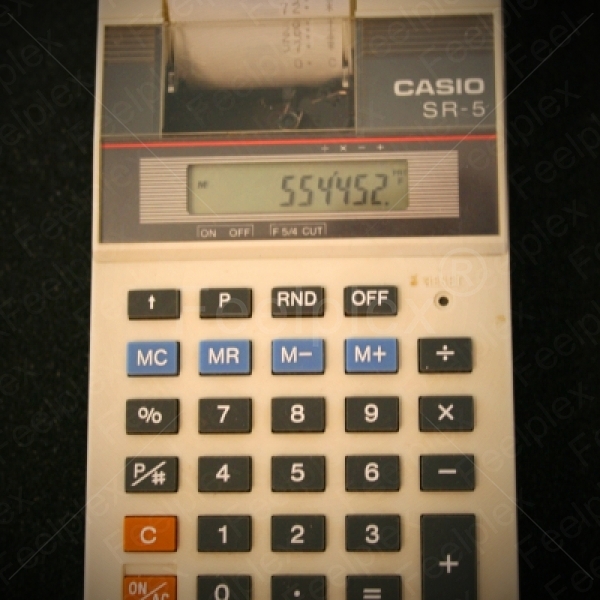 CASIO
SR-5
÷ × − +
M 554452.
ON OFF F 5/4 CUT
↑ P RND OFF
MC MR M− M+ ÷
% 7 8 9 ×
P/# 4 5 6 −
C 1 2 3 +
ON/AC 0 . =
Feelplex